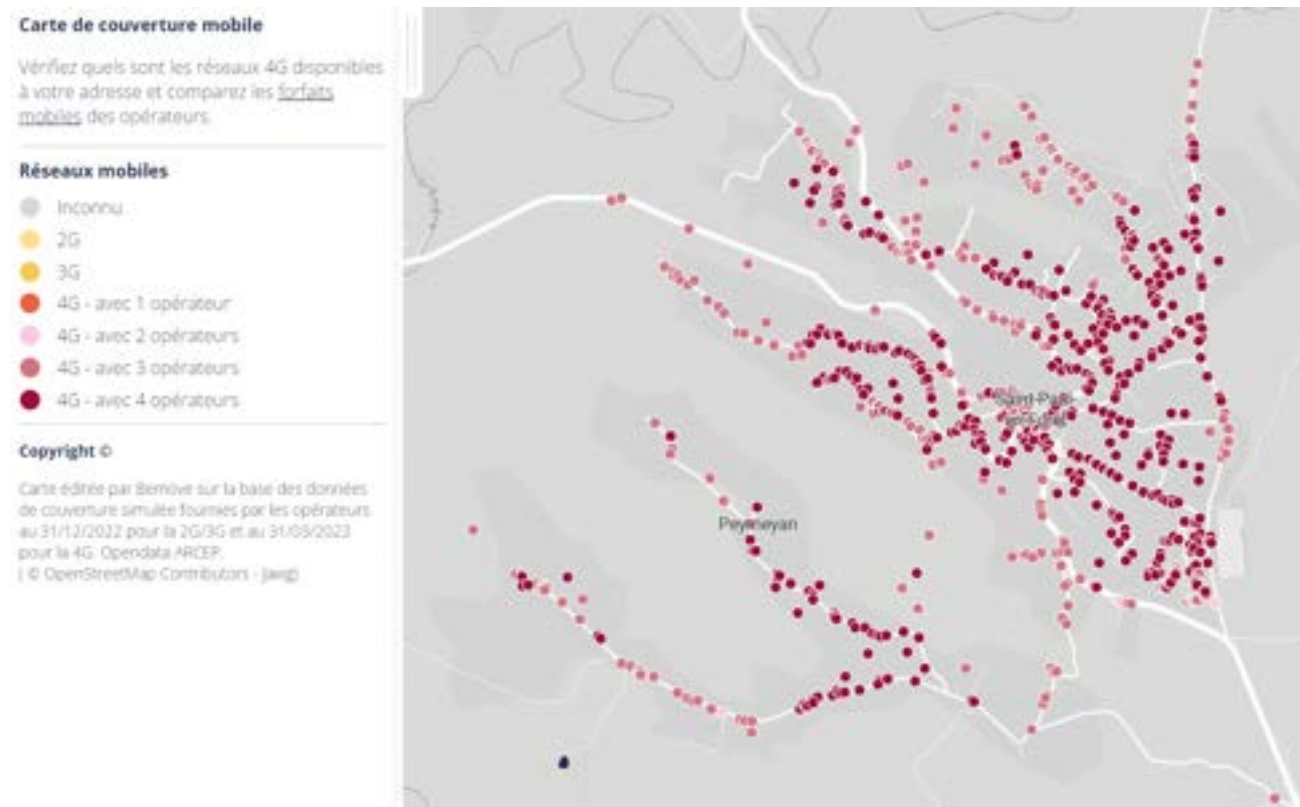 Carte de couverture mobile
Vérifiez quels sont les réseaux 4G disponibles
à votre adresse et comparez les forfaits
mobiles des opérateurs.
Réseaux mobiles
Inconnu
2G
3G
4G - avec 1 opérateur
4G - avec 2 opérateurs
4G - avec 3 opérateurs
4G - avec 4 opérateurs
Copyright ©
Carte éditée par Bemove sur la base des données
de couverture simulée fournies par les opérateurs
au 31/12/2022 pour la 2G/3G et au 31/03/2023
pour la 4G. Opendata ARCEP.
( © OpenStreetMap Contributors - Jawg)
Saint-Paul-
Peyneyan